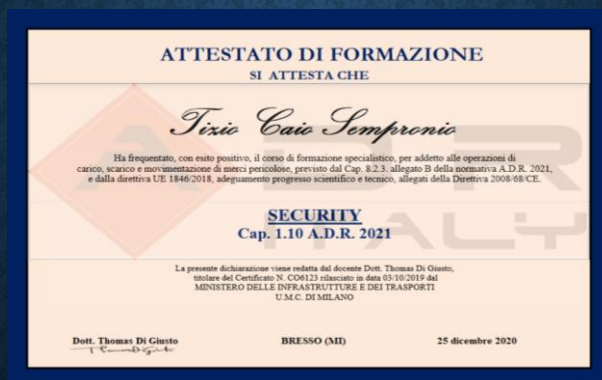 ATTESTATO DI FORMAZIONE
SI ATTESTA CHE
Tizio Caio Sempronio
Ha frequentato, con esito positivo, il corso di formazione specialistico, per addetto alle operazioni di
carico, scarico e movimentazione di merci pericolose, previsto dal Cap. 8.2.3. allegato B della normativa A.D.R. 2021,
e dalla direttiva UE 1846/2018, adeguamento progresso scientifico e tecnico, allegati della Direttiva 2008/68/CE.
SECURITY
Cap. 1.10 A.D.R. 2021
La presente dichiarazione viene redatta dal docente Dott. Thomas Di Giusto,
titolare del Certificato N. CO6123 rilasciato in data 03/10/2019 dal
MINISTERO DELLE INFRASTRUTTURE E DEI TRASPORTI
U.M.C. DI MILANO
Dott. Thomas Di Giusto BRESSO (MI) 25 dicembre 2020
ADR
ITALY